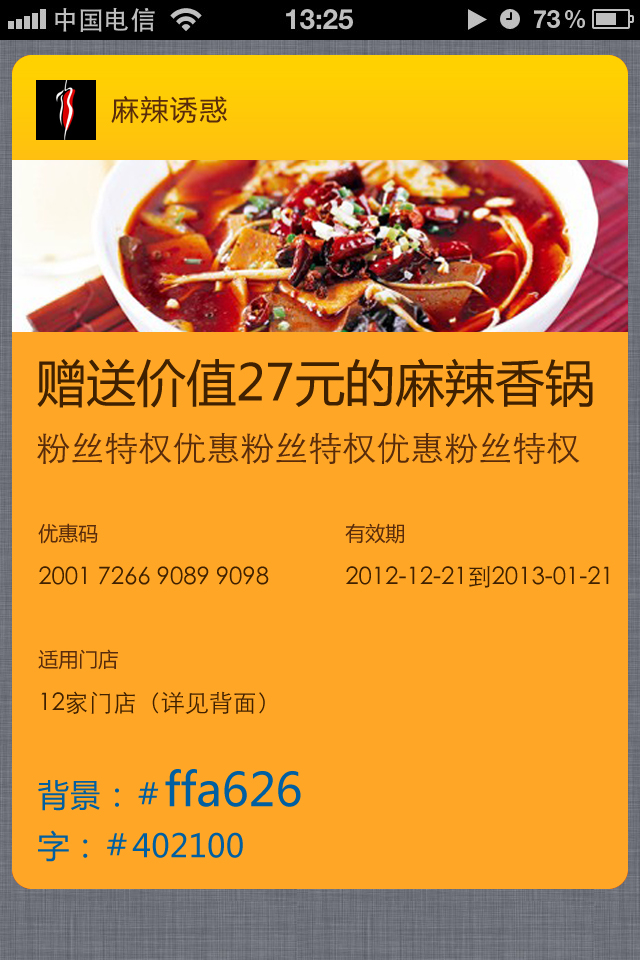 中国电信 13:25 73%
麻辣诱惑
赠送价值27元的麻辣香锅
粉丝特权优惠粉丝特权优惠粉丝特权
优惠码 有效期
2001 7266 9089 9098 2012-12-21到2013-01-21
适用门店
12家门店（详见背面）
背景：#ffa626
字：#402100